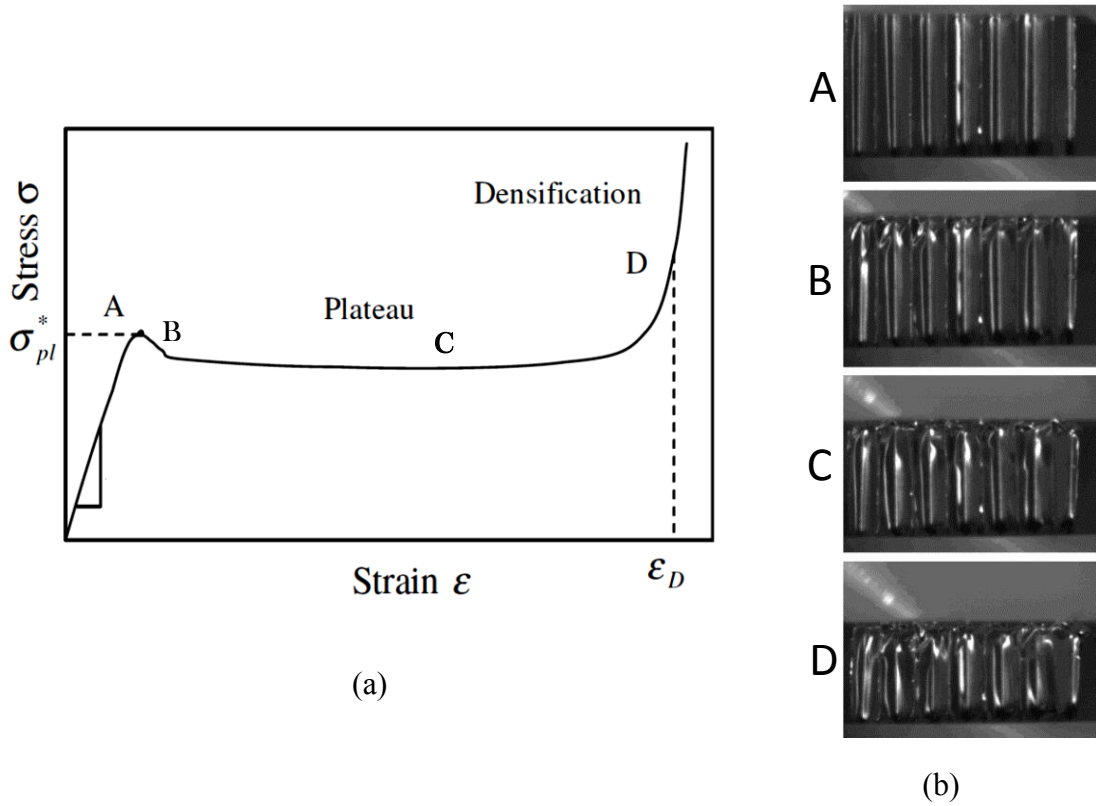 Stress σ
σ*pl
A
B
Plateau
C
Densification
D
Strain ε
εD
(a)
A
B
C
D
(b)